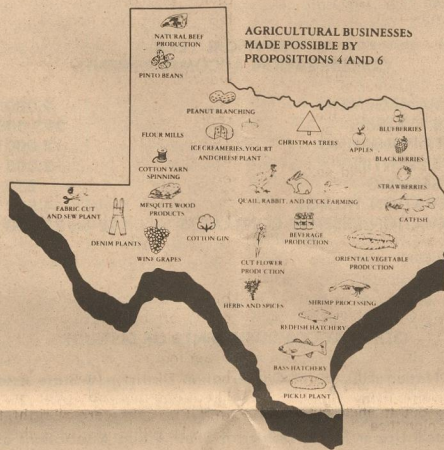 AGRICULTURAL BUSINESSES
MADE POSSIBLE BY
PROPOSITIONS 4 AND 6
NATURAL BEEF
PRODUCTION
PINTO BEANS
PEANUT BLANCHING
FLOUR MILLS
ICE CREAMERIES, YOGURT
AND CHEESE PLANT
CHRISTMAS TREES
APPLES
BLUEBERRIES
BLACKBERRIES
STRAWBERRIES
COTTON YARN
SPINNING
FABRIC CUT
AND SEW PLANT
MESQUITE WOOD
PRODUCTS
QUAIL, RABBIT, AND DUCK FARMING
CATFISH
DENIM PLANTS
COTTON GIN
BEVERAGE
PRODUCTION
WINE GRAPES
CUT FLOWER
PRODUCTION
ORIENTAL VEGETABLE
PRODUCTION
HERBS AND SPICES
SHRIMP PROCESSING
REDFISH HATCHERY
BASS HATCHERY
PICKLE PLANT